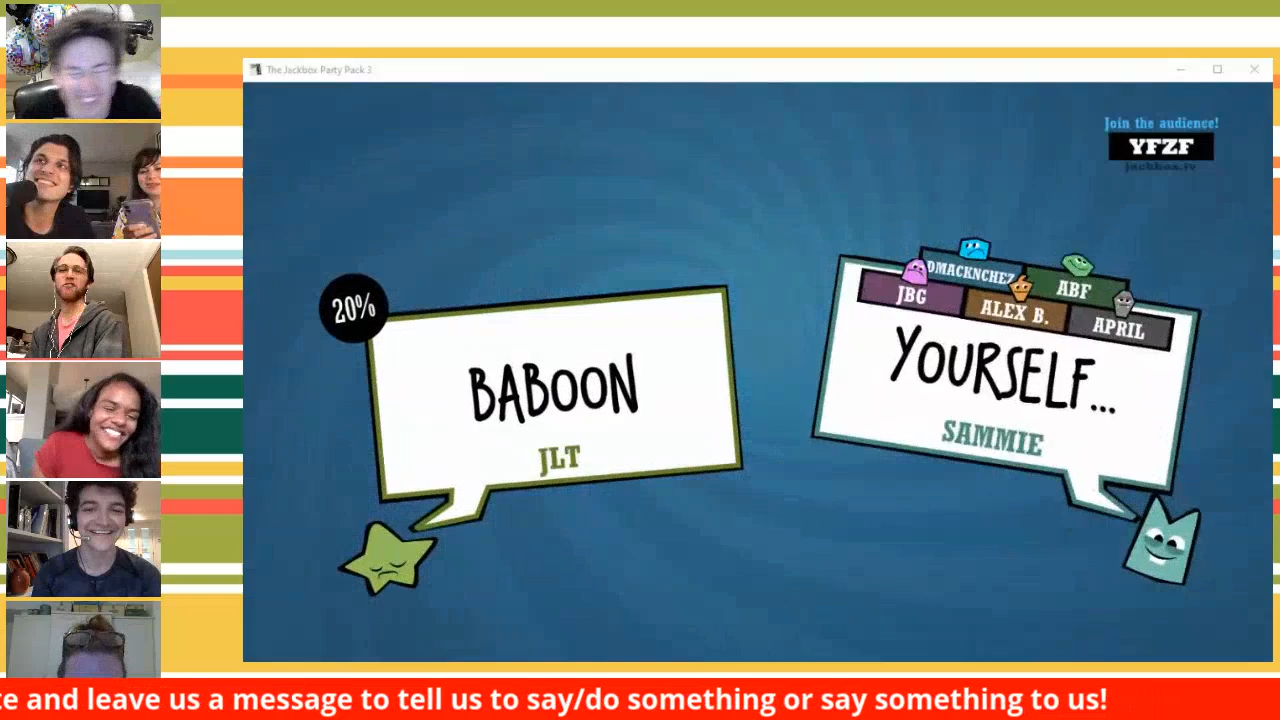 The Jackbox Party Pack 3
Join the audience!
YFZF
jackbox.tv
20%
BABOON
JLT
DMACKNCHEZ
ABF
JBG
ALEX B.
APRIL
YOURSELF...
SAMMIE
te and leave us a message to tell us to say/do something or say something to us!